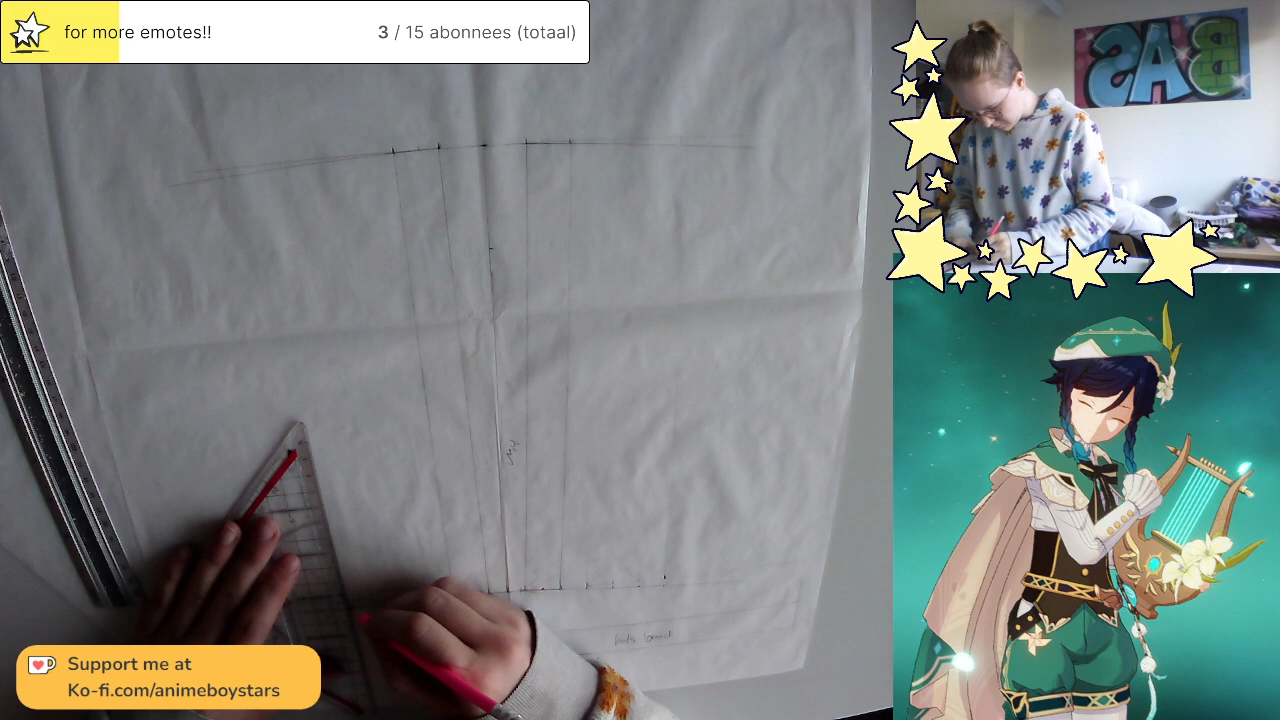 for more emotes!!
3 / 15 abonnees (totaal)
BAS
Support me at
Ko-fi.com/animeboystars